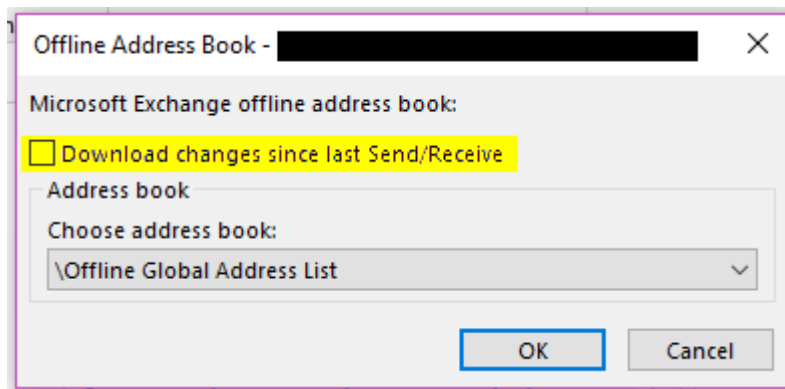 Offline Address Book -
Microsoft Exchange offline address book:
Download changes since last Send/Receive
Address book
Choose address book:
\Offline Global Address List
OK Cancel